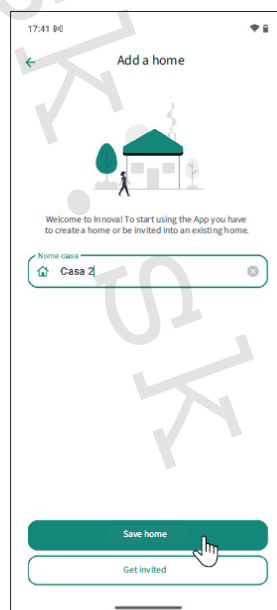 17:41
Add a home
Welcome to Innova! To start using the App you have
to create a home or be invited into an existing home.
Nome casa
Casa 2
Save home
Get invited
.sk